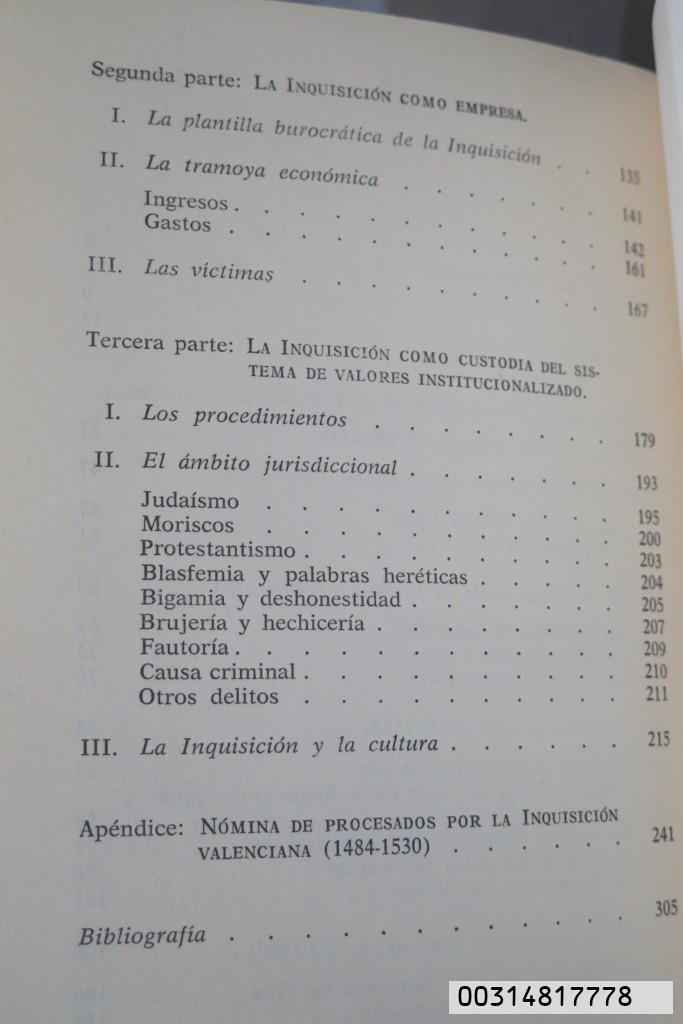 Segunda parte: LA INQUISICIÓN COMO EMPRESA.
I. La plantilla burocrática de la Inquisición . . 135
II. La tramoya económica . . . . . . . 141
Ingresos . . . . . . . . . . . 142
Gastos . . . . . . . . . . . 161
III. Las víctimas . . . . . . . . . 167
Tercera parte: LA INQUISICIÓN COMO CUSTODIA DEL SIS-
TEMA DE VALORES INSTITUCIONALIZADO.
I. Los procedimientos . . . . . . . 179
II. El ámbito jurisdiccional . . . . . . 193
Judaísmo . . . . . . . . . . 195
Moriscos . . . . . . . . . . 200
Protestantismo . . . . . . . . . 203
Blasfemia y palabras heréticas . . . . . 204
Bigamia y deshonestidad . . . . . . . 205
Brujería y hechicería . . . . . . . . 207
Fautoría . . . . . . . . . . . 209
Causa criminal . . . . . . . . . 210
Otros delitos . . . . . . . . . 211
III. La Inquisición y la cultura . . . . . . 215
Apéndice: NÓMINA DE PROCESADOS POR LA INQUISICIÓN
VALENCIANA (1484-1530) . . . . . . 241
Bibliografía . . . . . . . . . . . . 305
00314817778